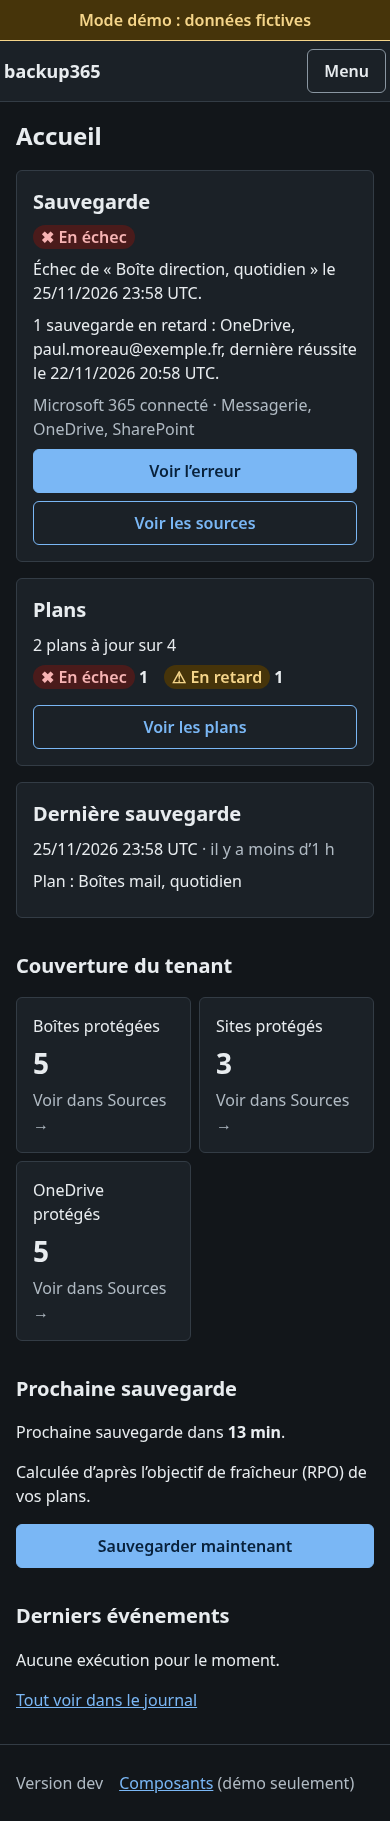 Mode démo : données fictives
backup365
Menu
Accueil
Sauvegarde
✖ En échec
Échec de « Boîte direction, quotidien » le
25/11/2026 23:58 UTC.
1 sauvegarde en retard : OneDrive,
paul.moreau@exemple.fr, dernière réussite
le 22/11/2026 20:58 UTC.
Microsoft 365 connecté · Messagerie,
OneDrive, SharePoint
Voir l’erreur
Voir les sources
Plans
2 plans à jour sur 4
✖ En échec 1 ⚠ En retard 1
Voir les plans
Dernière sauvegarde
25/11/2026 23:58 UTC · il y a moins d’1 h
Plan : Boîtes mail, quotidien
Couverture du tenant
Boîtes protégées
5
Voir dans Sources
→
Sites protégés
3
Voir dans Sources
→
OneDrive
protégés
5
Voir dans Sources
→
Prochaine sauvegarde
Prochaine sauvegarde dans 13 min.
Calculée d’après l’objectif de fraîcheur (RPO) de
vos plans.
Sauvegarder maintenant
Derniers événements
Aucune exécution pour le moment.
Tout voir dans le journal
Version dev Composants (démo seulement)